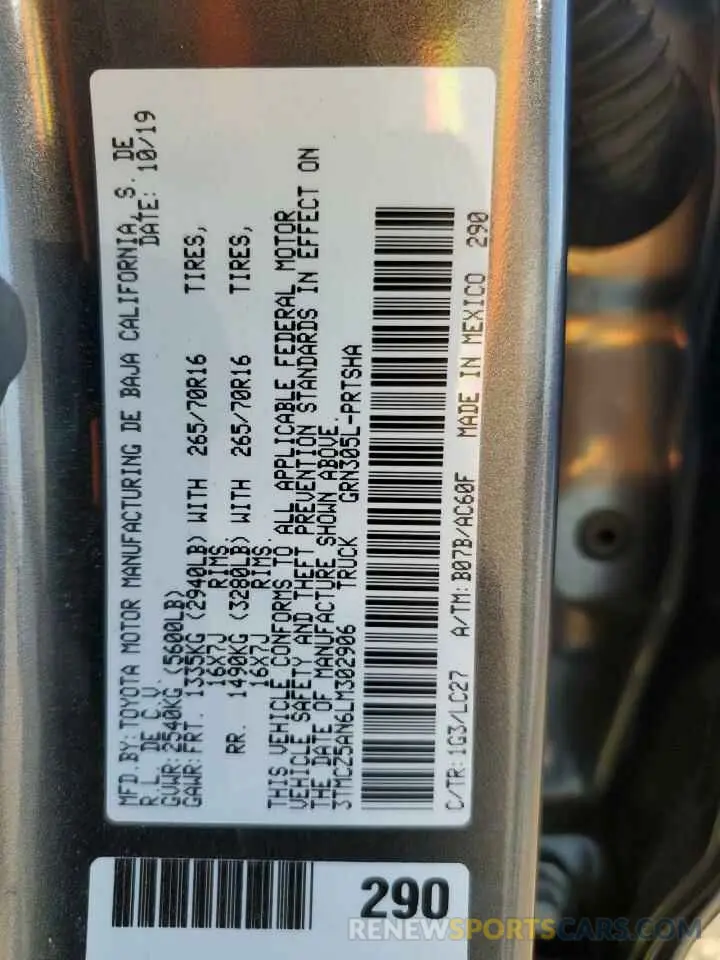 MFD.BY:TOYOTA MOTOR MANUFACTURING DE BAJA CALIFORNIA, S. DE
R.L.DE C.V. DATE: 10/19
GVWR:2540KG (5600LB)
GAWR:FRT. 1335KG (2940LB) WITH 265/70R16 TIRES,
16X7J RIMS,
RR. 1490KG (3280LB) WITH 265/70R16 TIRES,
16X7J RIMS.
THIS VEHICLE CONFORMS TO ALL APPLICABLE FEDERAL MOTOR
VEHICLE SAFETY AND THEFT PREVENTION STANDARDS IN EFFECT ON
THE DATE OF MANUFACTURE SHOWN ABOVE.
3TMCZ5AN6LM302906 TRUCK GRN305L-PRTSHA
C/TR:1G3/LC27 A/TM:B07B/AC60F MADE IN MEXICO 290
290
RENEWSPORTSCARS.COM